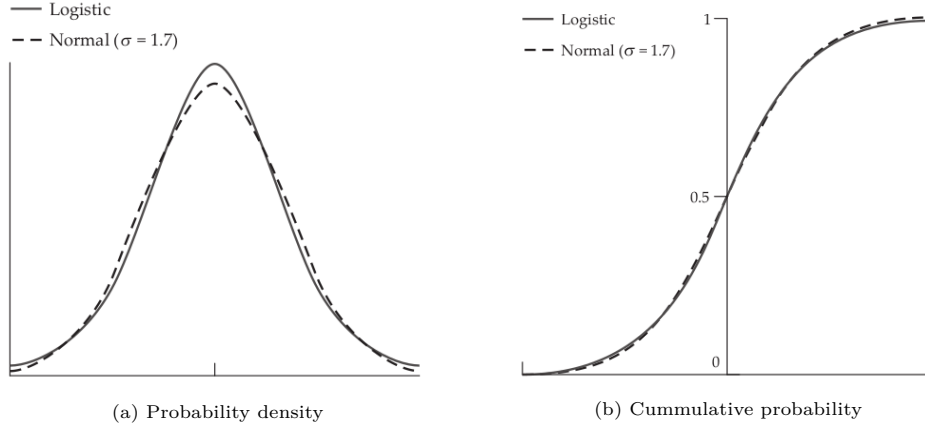 Logistic
Normal (σ = 1.7)
(a) Probability density
Logistic
Normal (σ = 1.7)
1
0.5
0
(b) Cummulative probability